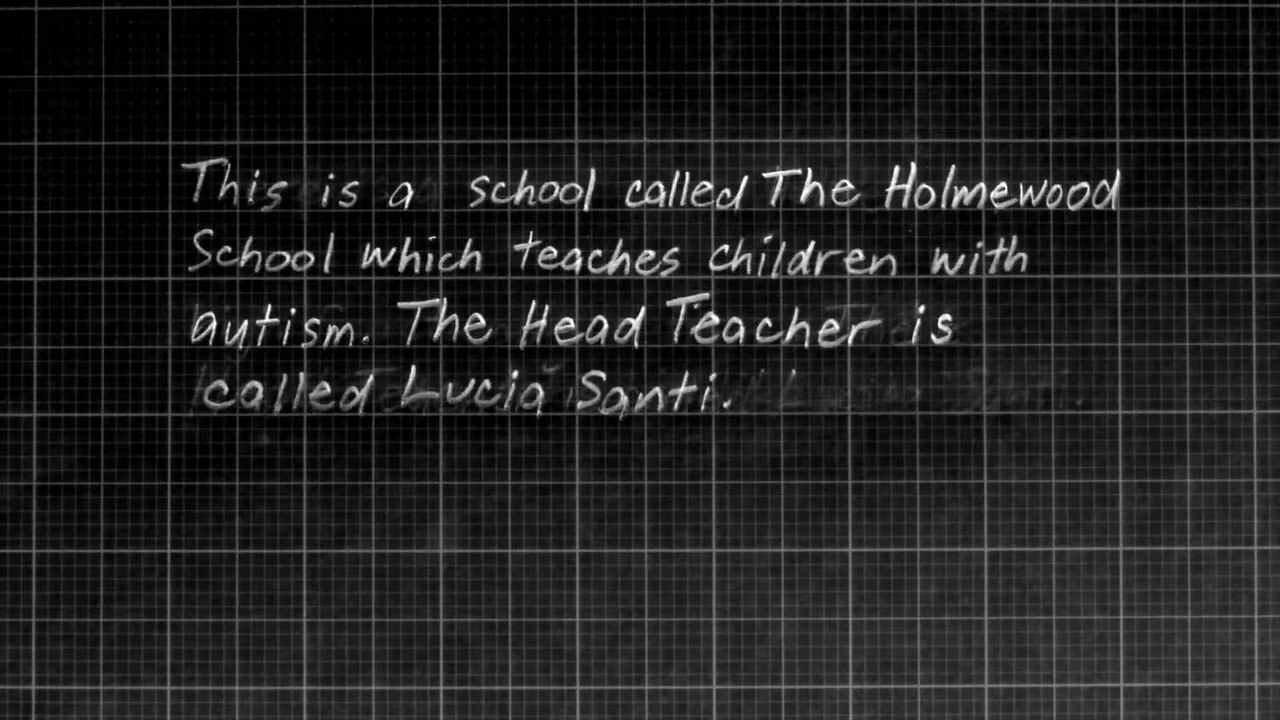 This is a school called The Holmewood
School which teaches children with
autism. The Head Teacher is
called Lucia Santi.